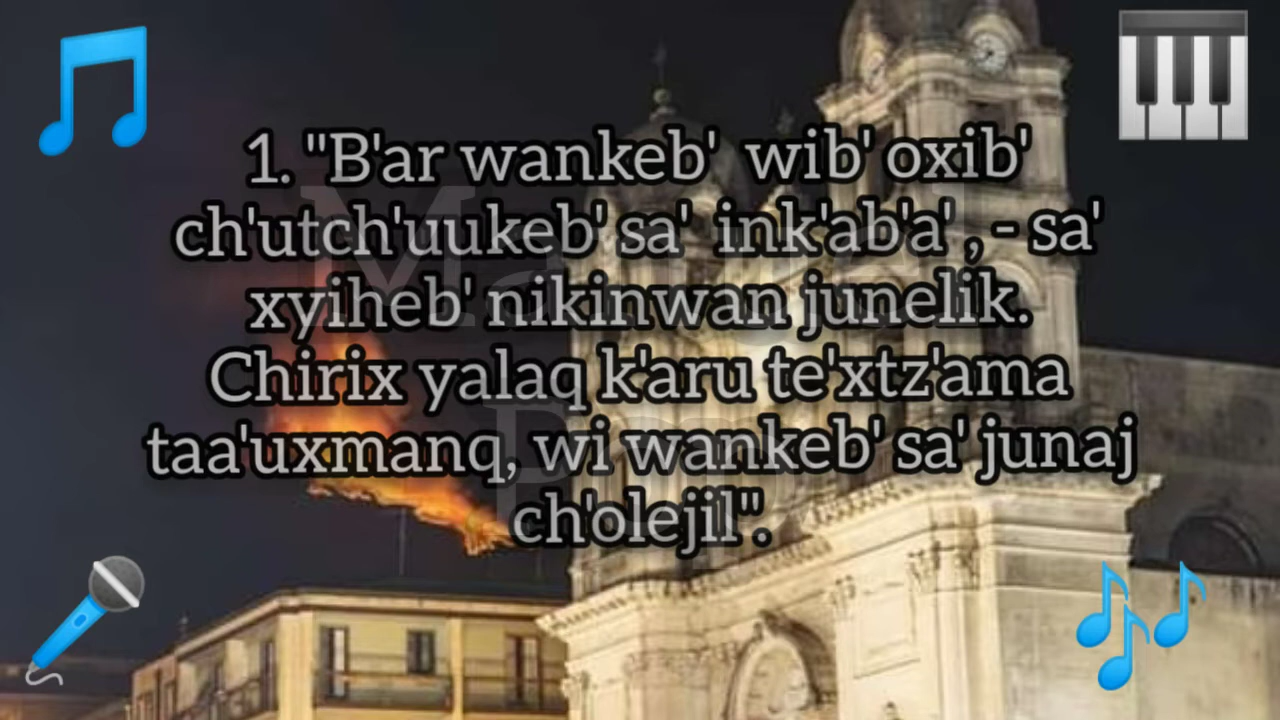 1. "B'ar wankeb' wib' oxib'
ch'utch'uukeb' sa' ink'ab'a' , - sa'
xyiheb' nikinwan junelik.
Chirix yalaq k'aru te'xtz'ama
taa'uxmanq, wi wankeb' sa' junaj
ch'olejil".